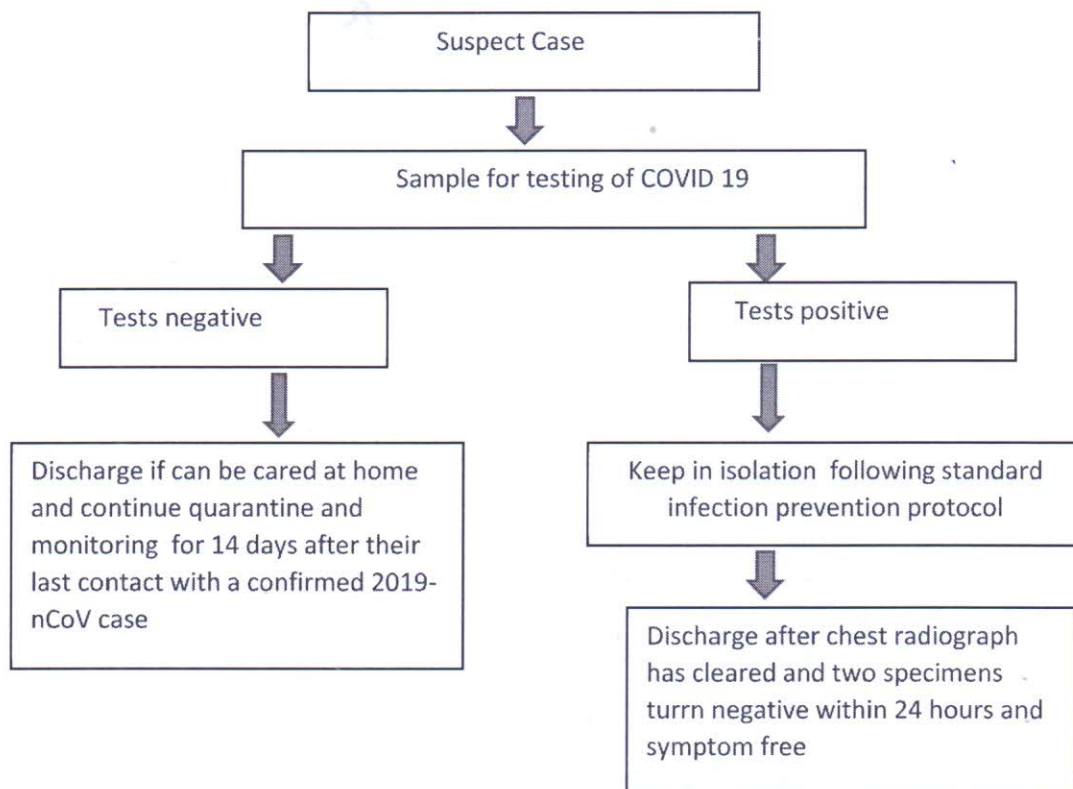 Suspect Case
Sample for testing of COVID 19
Tests negative
Tests positive
Discharge if can be cared at home
and continue quarantine and
monitoring for 14 days after their
last contact with a confirmed 2019-
nCoV case
Keep in isolation following standard
infection prevention protocol
Discharge after chest radiograph
has cleared and two specimens
turrn negative within 24 hours and
symptom free